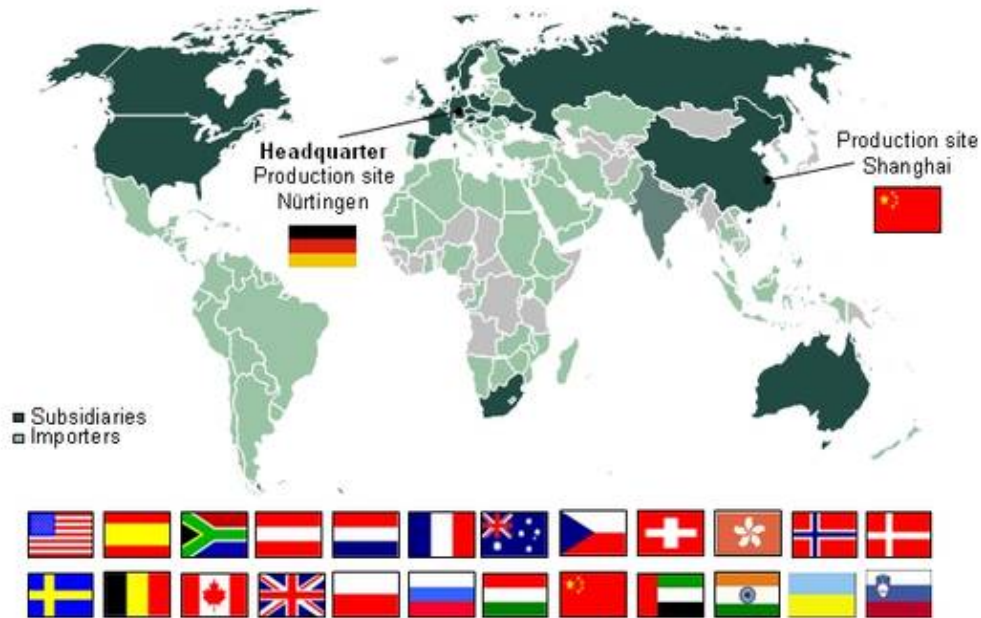 Headquarter
Production site
Nürtingen
Production site
Shanghai
Subsidiaries
Importers